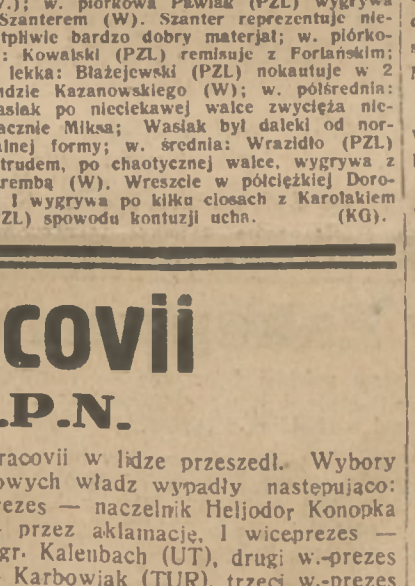 .); w. piórkowa Pawlak (PZL) wygrywa
Szanterem (W). Szanter reprezentuje nie-
tpliwie bardzo dobry materjał; w. piórko-
: Kowalski (PZL) remisuje z Forlańskim;
lekka: Błażejewski (PZL) nokautuje w 2
udzie Kazanowskiego (W); w. półśrednia:
asiak po nieciekawej walce zwycięża nie-
acznie Miksa; Wasiak był daleki od nor-
alnej formy; w. średnia: Wrazidło (PZL)
trudem, po chaotycznej walce, wygrywa z
rembą (W). Wreszcie w półciężkiej Doro-
I wygrywa po kilku ciosach z Karolakiem
ZL) spowodu kontuzji ucha. (KG).
covii
.P.N.
racovii w lidze przeszedł. Wybory
owych władz wypadły następująco:
rezes — naczelnik Heljodor Konopka
- przez aklamację, I wiceprezes —
gr. Kalenbach (UT), drugi w.-prezes
Karbowiak (TUR), trzeci w.-prezes